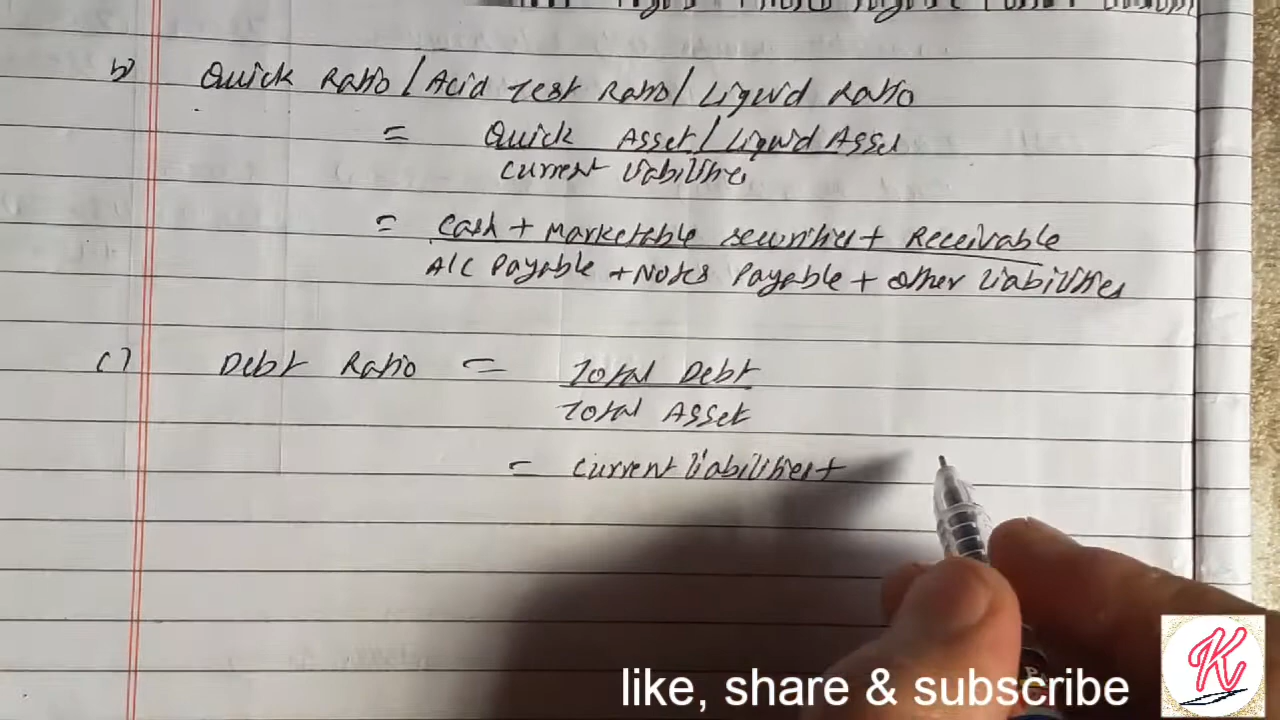 b) Quick Ratio / Acid Test Ratio / Liquid Ratio
= Quick Asset / Liquid Asset
Current liabilities
= Cash + Marketable securities + Receivable
A/C Payable + Notes Payable + Other Liabilities
c) Debt Ratio = Total Debt
Total Asset
= Current liabilities +
like, share & subscribe
K